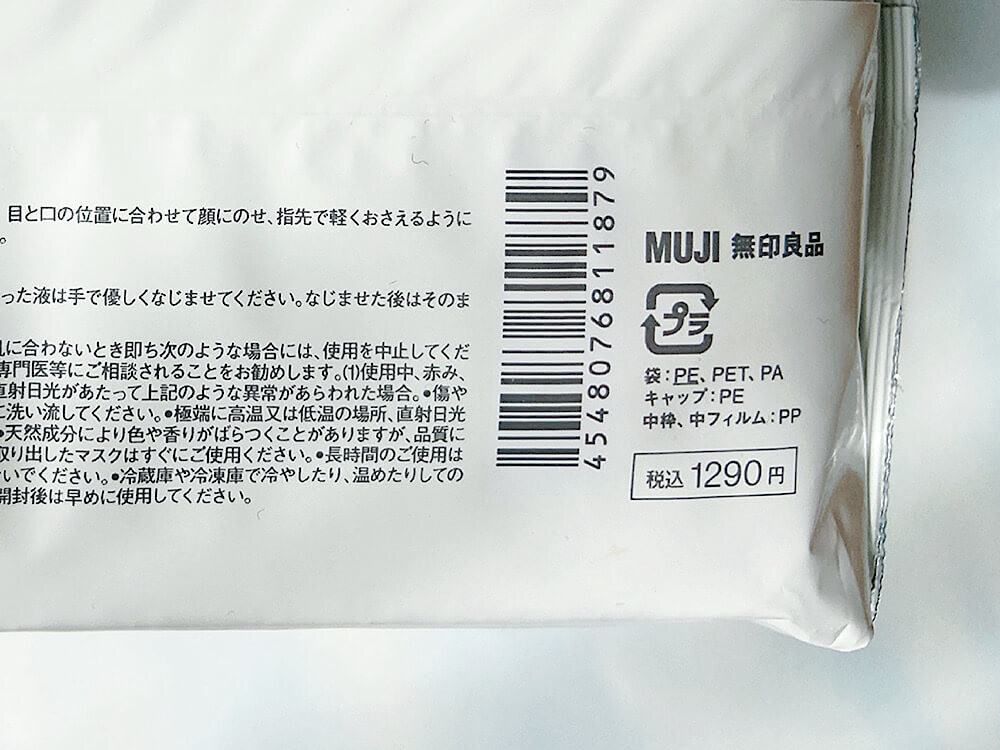 目と口の位置に合わせて顔にのせ、指先で軽くおさえるように
。
った液は手で優しくなじませてください。なじませた後はそのま
に合わないとき即ち次のような場合には、使用を中止してくだ
専門医等にご相談されることをお勧めします。(1)使用中、赤み、
直射日光があたって上記のような異常があらわれた場合。●傷や
に洗い流してください。●極端に高温又は低温の場所、直射日光
●天然成分により色や香りがばらつくことがありますが、品質に
取り出したマスクはすぐにご使用ください。●長時間のご使用は
いでください。●冷蔵庫や冷凍庫で冷やしたり、温めたりしての
開封後は早めに使用してください。
4548076811879
MUJI 無印良品
プラ
袋:PE、PET、PA
キャップ:PE
中枠、中フィルム:PP
税込 1290円